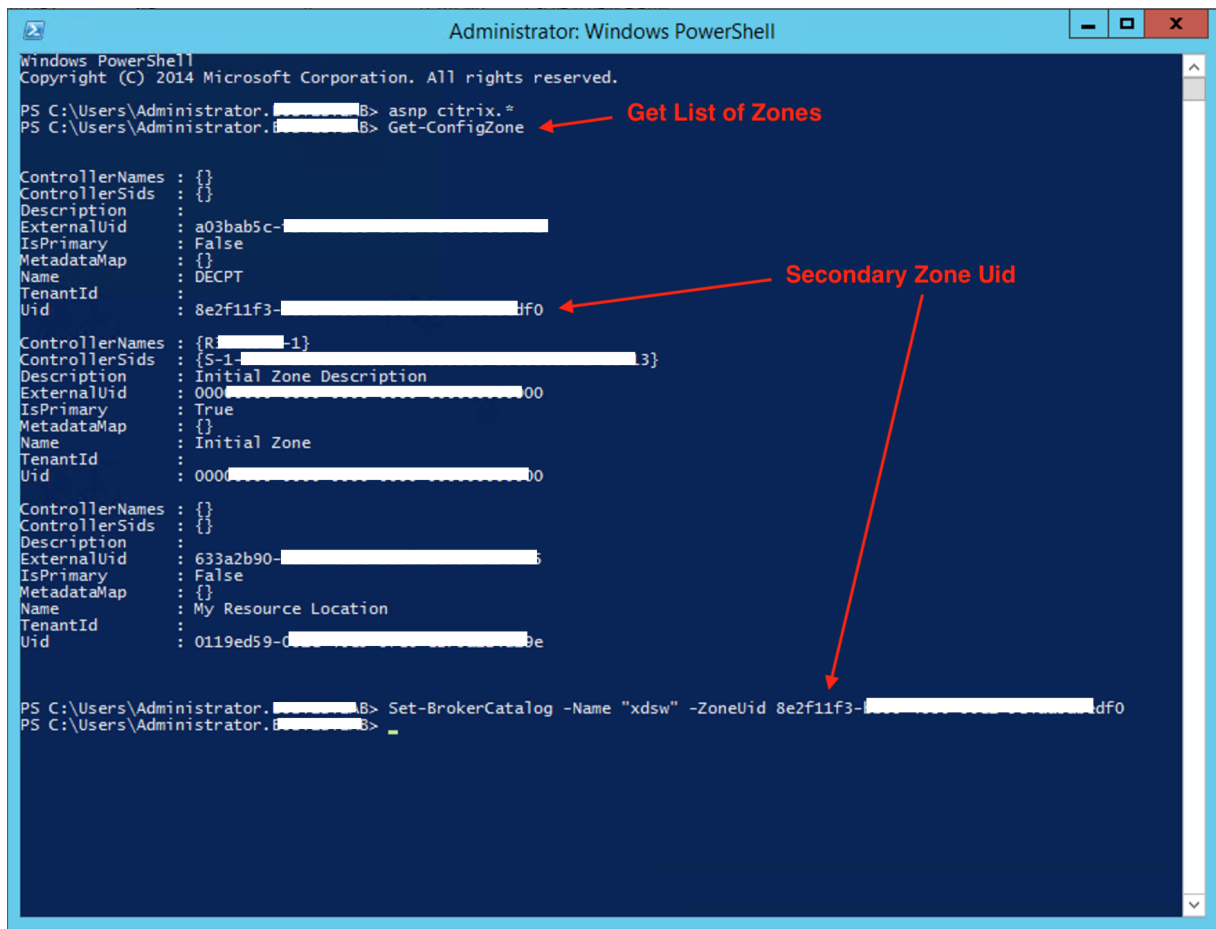 Administrator: Windows PowerShell
Windows PowerShell
Copyright (C) 2014 Microsoft Corporation. All rights reserved.
PS C:\Users\Administrator. B> asnp citrix.*
Get List of Zones
PS C:\Users\Administrator. B> Get-ConfigZone
ControllerNames : {}
ControllerSids : {}
Description :
ExternalUid : a03bab5c-
IsPrimary : False
MetadataMap : {}
Name : DECPT
Secondary Zone Uid
TenantId :
Uid : 8e2f11f3- df0
ControllerNames : {R -1}
ControllerSids : {S-1- 13}
Description : Initial Zone Description
ExternalUid : 000 00
IsPrimary : True
MetadataMap : {}
Name : Initial Zone
TenantId :
Uid : 000 00
ControllerNames : {}
ControllerSids : {}
Description :
ExternalUid : 633a2b90-
IsPrimary : False
MetadataMap : {}
Name : My Resource Location
TenantId :
Uid : 0119ed59- 9e
PS C:\Users\Administrator. AB> Set-BrokerCatalog -Name "xdsw" -ZoneUid 8e2f11f3- df0
PS C:\Users\Administrator. B>